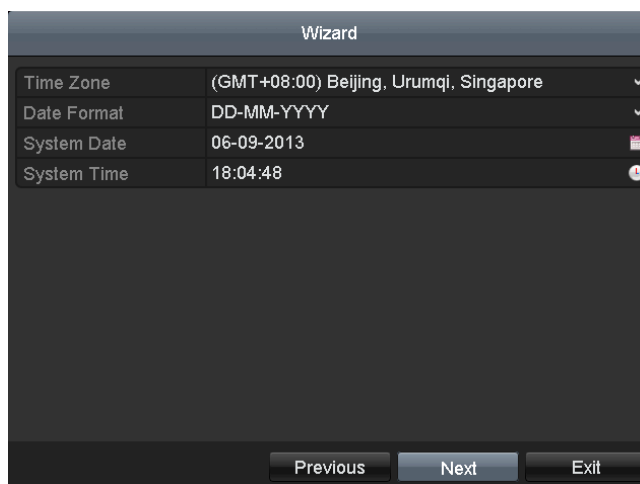 Wizard
Time Zone (GMT+08:00) Beijing, Urumqi, Singapore
Date Format DD-MM-YYYY
System Date 06-09-2013
System Time 18:04:48
Previous Next Exit